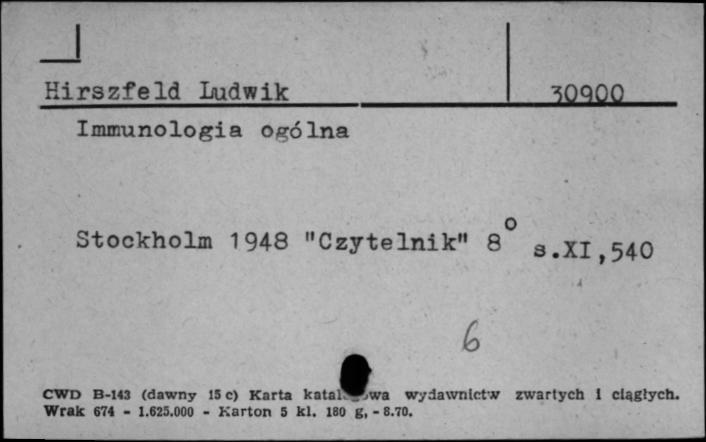 Hirszfeld Ludwik 30900
Immunologia ogólna
Stockholm 1948 "Czytelnik" 8° s.XI,540
6
CWD B-143 (dawny 15 c) Karta wydawnictw zwartych i ciągłych.
Wrak 674 - 1.625.000 - Karton 5 kl. 180 g, - 8.70.